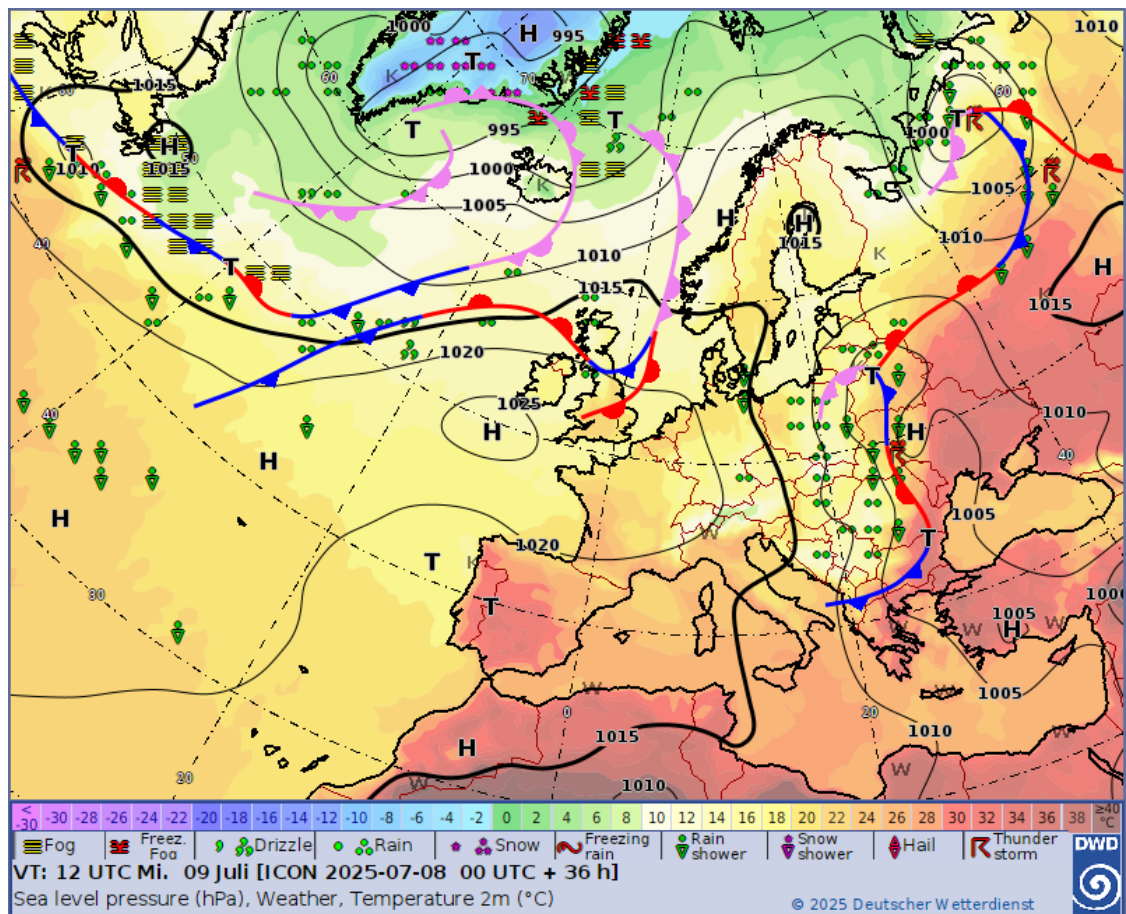 1000
H
995
1010
T
K
70
W
1015
60
K
60
60
T
T
995
T
1000
T
H
50
1010
1015
1000
K
1005
1005
H
H
1015
1010
40
1010
K
H
T
1015
K
1015
1020
T
1025
H
H
1010
40
H
40
H
1005
W
1020
T
K
T
30
T
1000
1005
H
W
W
W
W
1005
W
W
0
20
H
1015
1010
W
W
20
W
1010
< -30
-30 -28 -26 -24 -22 -20 -18 -16 -14 -12 -10 -8 -6 -4 -2 0 2 4 6 8 10 12 14 16 18 20 22 24 26 28 30 32 34 36 38 ≥40 °C
Fog
Freez. Fog
Drizzle
Rain
Snow
Freezing rain
Rain shower
Snow shower
Hail
Thunder storm
DWD
VT: 12 UTC Mi. 09 Juli [ICON 2025-07-08 00 UTC + 36 h]
Sea level pressure (hPa), Weather, Temperature 2m (°C)
© 2025 Deutscher Wetterdienst